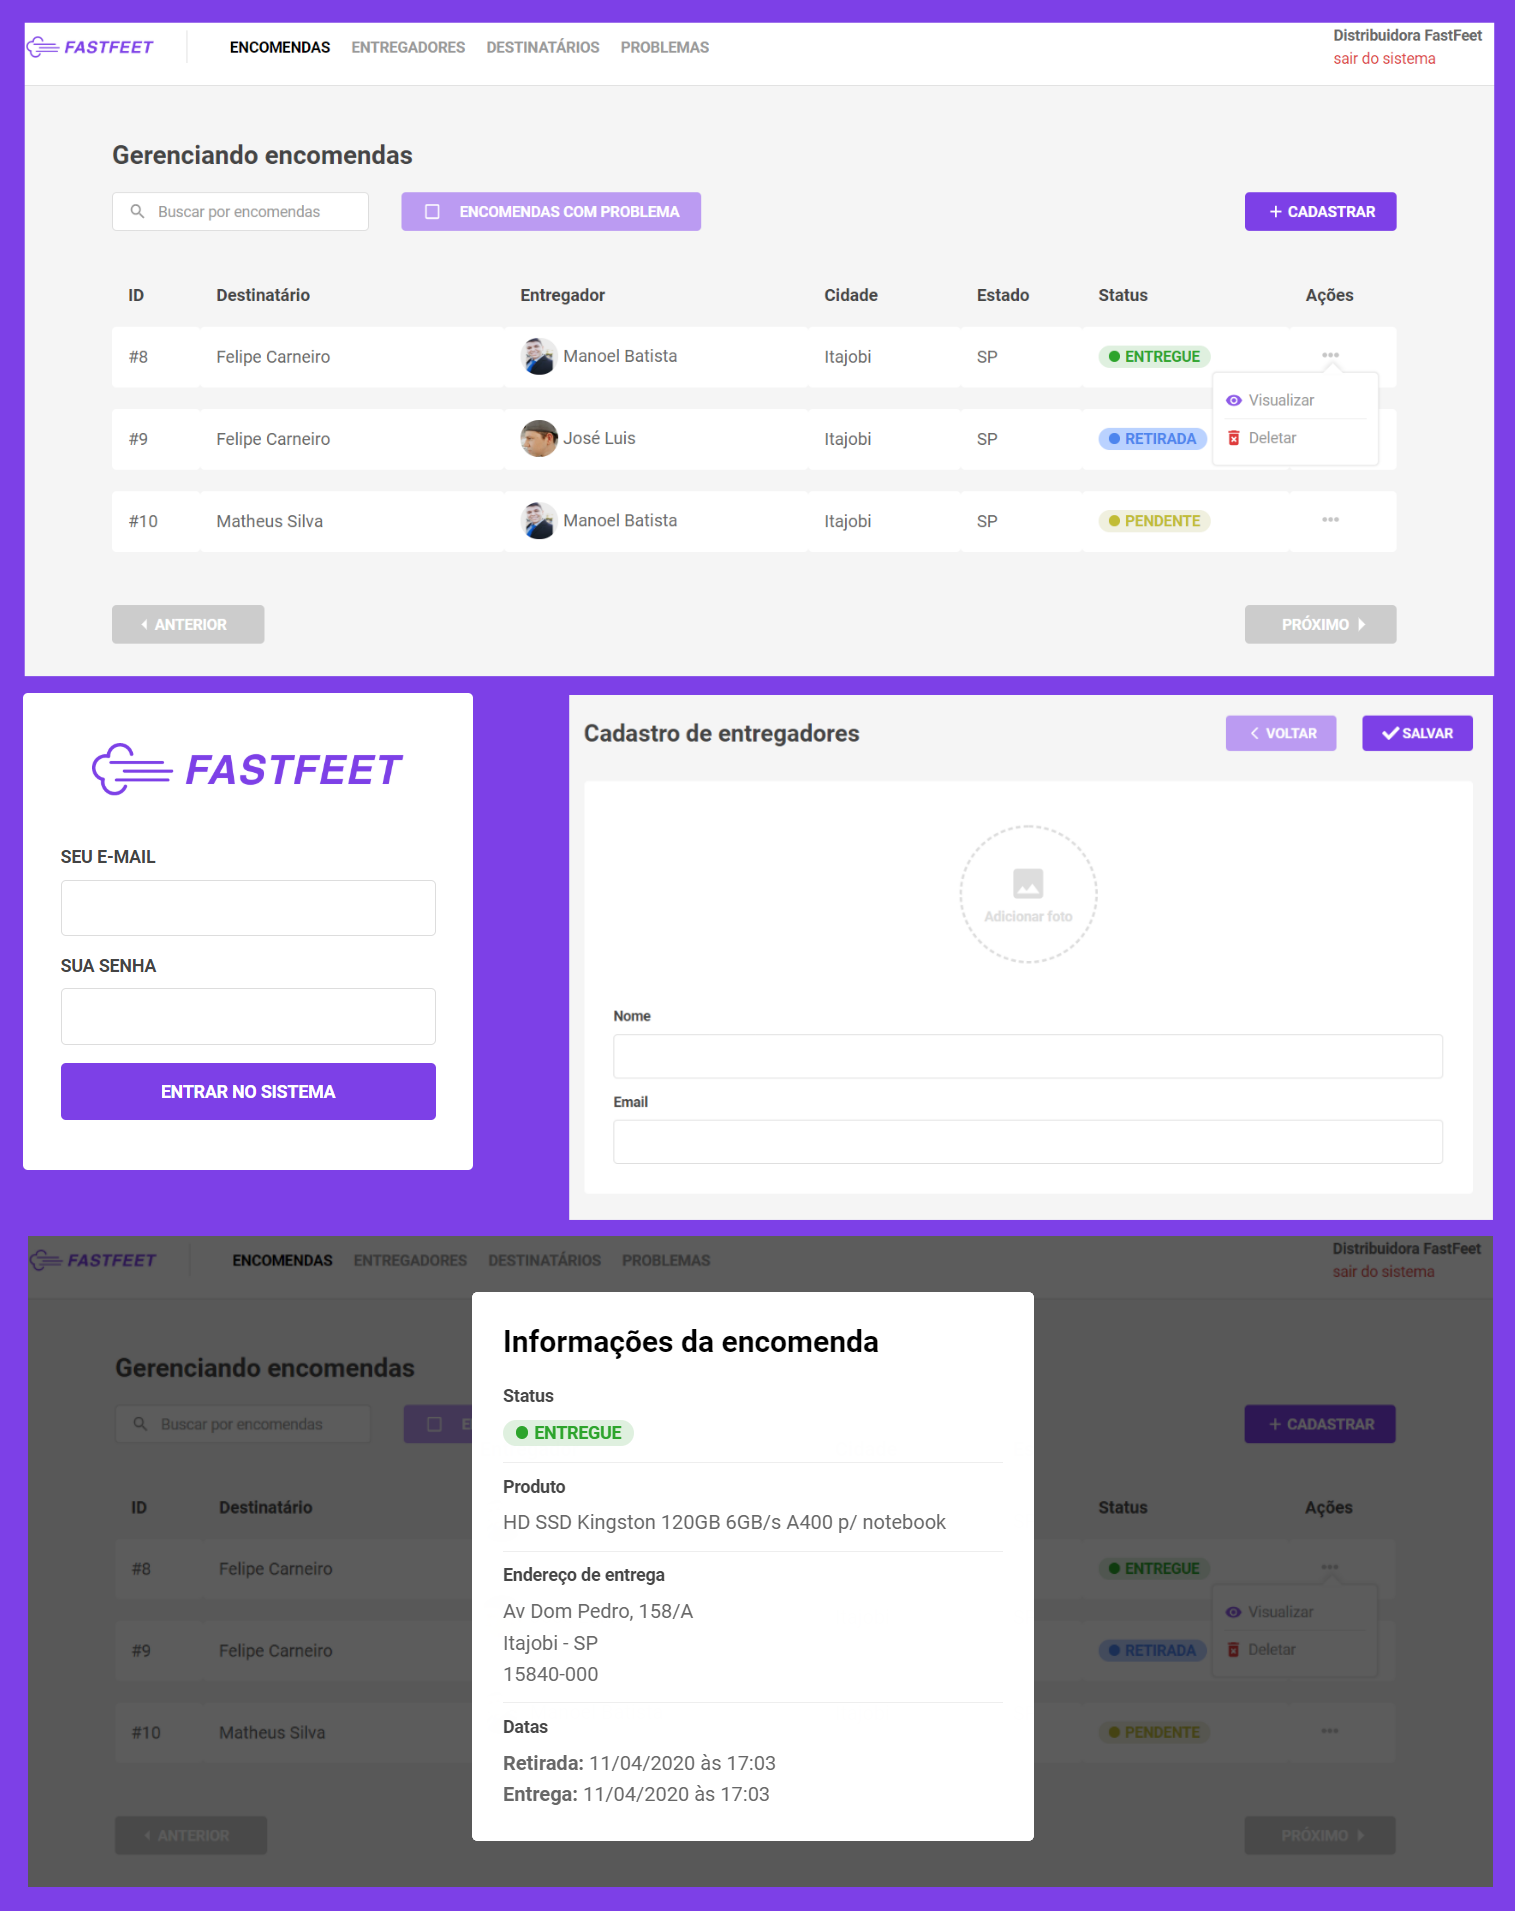 FASTFEET
ENCOMENDAS ENTREGADORES DESTINATÁRIOS PROBLEMAS
Distribuidora FastFeet
sair do sistema
Gerenciando encomendas
Buscar por encomendas
ENCOMENDAS COM PROBLEMA
+ CADASTRAR
ID Destinatário Entregador Cidade Estado Status Ações
#8 Felipe Carneiro Manoel Batista Itajobi SP ENTREGUE
Visualizar
Deletar
#9 Felipe Carneiro José Luis Itajobi SP RETIRADA
#10 Matheus Silva Manoel Batista Itajobi SP PENDENTE
ANTERIOR
PRÓXIMO
FASTFEET
SEU E-MAIL
SUA SENHA
ENTRAR NO SISTEMA
Cadastro de entregadores
VOLTAR
SALVAR
Adicionar foto
Nome
Email
FASTFEET
ENCOMENDAS ENTREGADORES DESTINATÁRIOS PROBLEMAS
Distribuidora FastFeet
sair do sistema
Gerenciando encomendas
Buscar por encomendas
+ CADASTRAR
ID Destinatário Status Ações
#8 Felipe Carneiro ENTREGUE
Visualizar
Deletar
#9 Felipe Carneiro RETIRADA
#10 Matheus Silva PENDENTE
ANTERIOR
PRÓXIMO
Informações da encomenda
Status
ENTREGUE
Produto
HD SSD Kingston 120GB 6GB/s A400 p/ notebook
Endereço de entrega
Av Dom Pedro, 158/A
Itajobi - SP
15840-000
Datas
Retirada: 11/04/2020 às 17:03
Entrega: 11/04/2020 às 17:03